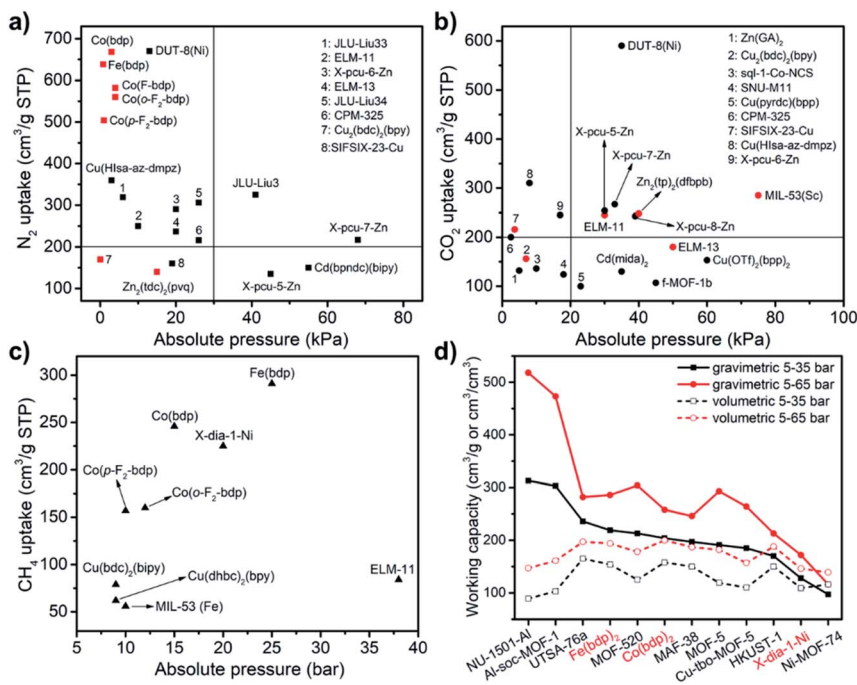 a)
N₂ uptake (cm³/g STP)
700
600
500
400
300
200
100
0
20
40
60
80
Absolute pressure (kPa)
Co(bdp)
DUT-8(Ni)
Fe(bdp)
Co(F-bdp)
Co(o-F₂-bdp)
Co(p-F₂-bdp)
Cu(HIsa-az-dmpz)
1
2
3
4
5
6
7
8
JLU-Liu3
X-pcu-7-Zn
Zn₂(tdc)₂(pvq)
X-pcu-5-Zn
Cd(bpndc)(bipy)
1: JLU-Liu33
2: ELM-11
3: X-pcu-6-Zn
4: ELM-13
5: JLU-Liu34
6: CPM-325
7: Cu₂(bdc)₂(bpy)
8:SIFSIX-23-Cu
b)
CO₂ uptake (cm³/g STP)
600
500
400
300
200
100
0
20
40
60
80
100
Absolute pressure (kPa)
DUT-8(Ni)
1: Zn(GA)₂
2: Cu₂(bdc)₂(bpy)
3: sql-1-Co-NCS
4: SNU-M11
5: Cu(pyrdc)(bpp)
6: CPM-325
7: SIFSIX-23-Cu
8: Cu(HIsa-az-dmpz)
9: X-pcu-6-Zn
X-pcu-5-Zn
X-pcu-7-Zn
Zn₂(tp)₂(dfbpb)
8
9
7
MIL-53(Sc)
ELM-11
X-pcu-8-Zn
6
2
ELM-13
1
3
4
5
Cd(mida)₂
Cu(OTf)₂(bpp)₂
f-MOF-1b
c)
CH₄ uptake (cm³/g STP)
300
250
200
150
100
50
5
10
15
20
25
30
35
40
Absolute pressure (bar)
Fe(bdp)
Co(bdp)
X-dia-1-Ni
Co(p-F₂-bdp)
Co(o-F₂-bdp)
Cu(bdc)₂(bipy)
Cu(dhbc)₂(bpy)
MIL-53 (Fe)
ELM-11
d)
Working capacity (cm³/g or cm³/cm³)
500
400
300
200
100
gravimetric 5-35 bar
gravimetric 5-65 bar
volumetric 5-35 bar
volumetric 5-65 bar
NU-1501-Al
Al-soc-MOF-1
UTSA-76a
Fe(bdp)₂
MOF-520
Co(bdp)₂
MAF-38
MOF-5
Cu-tbo-MOF-5
HKUST-1
X-dia-1-Ni
Ni-MOF-74